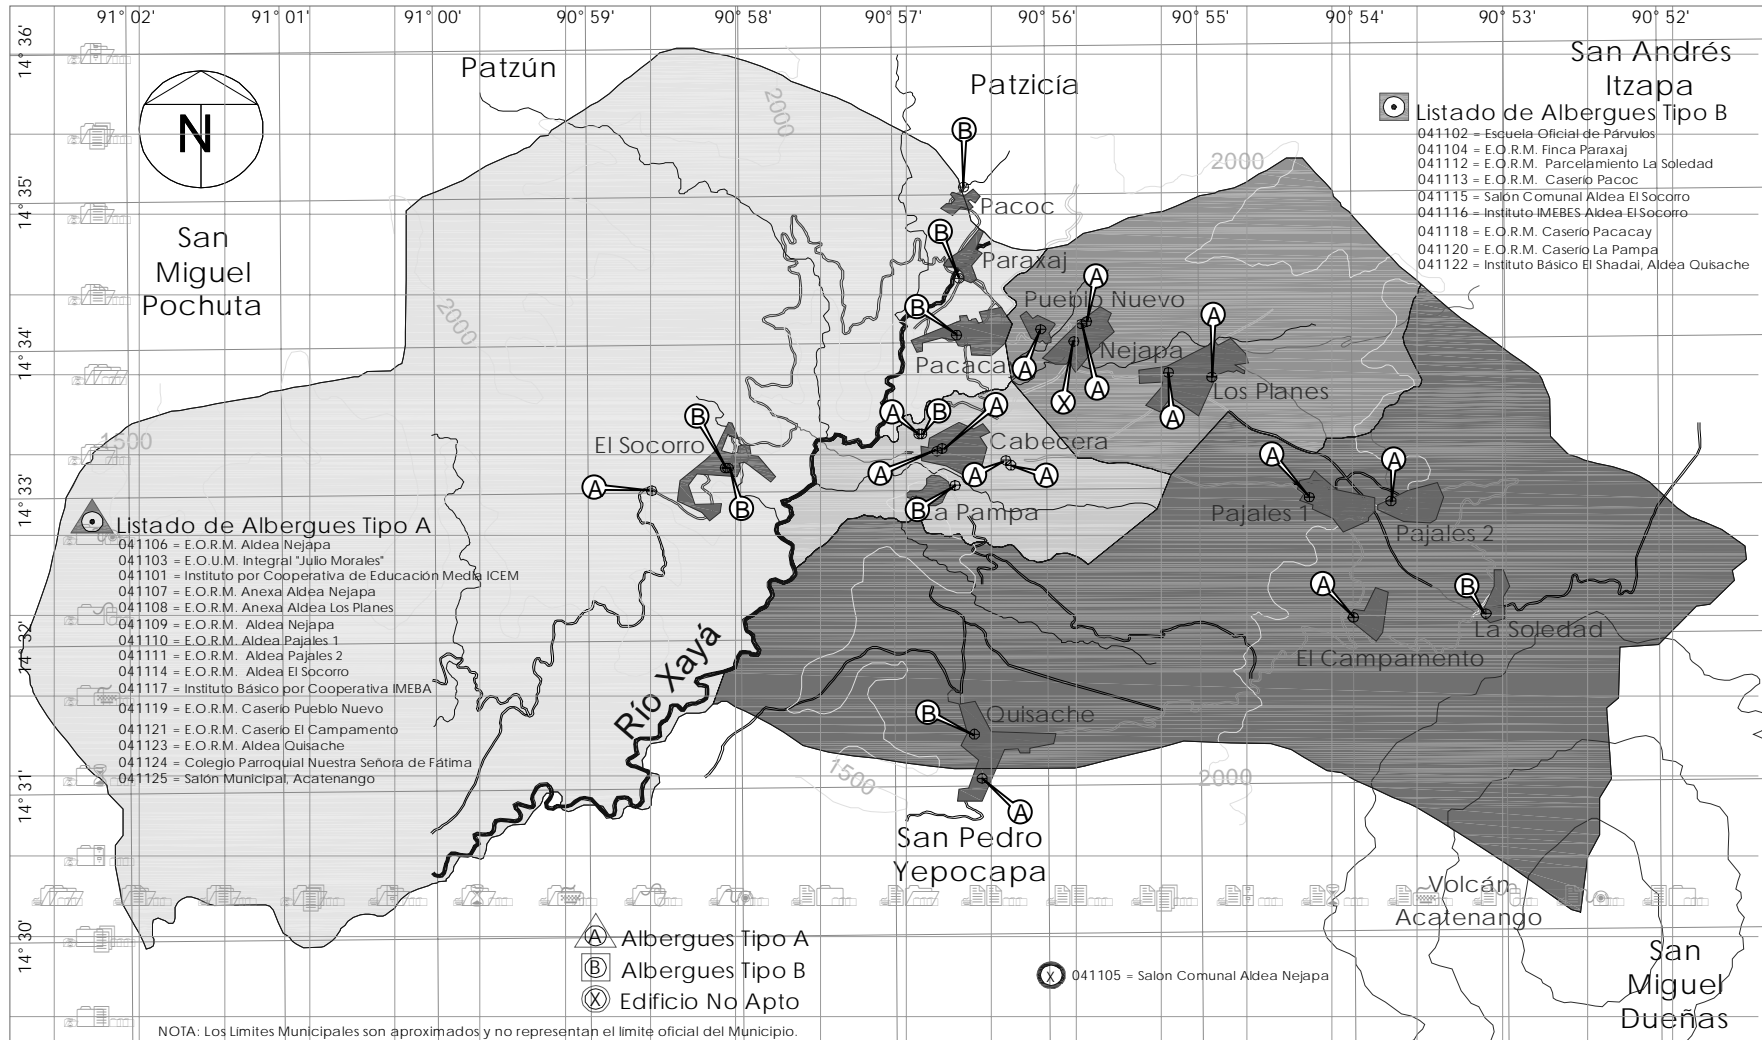 91° 02'
91° 01'
91° 00'
90° 59'
90° 58'
90° 57'
90° 56'
90° 55'
90° 54'
90° 53'
90° 52'
14° 36'
14° 35'
14° 34'
14° 33'
14° 32'
14° 31'
14° 30'
N
Patzún
Patzicía
San Andrés
Itzapa
San
Miguel
Pochuta
Listado de Albergues Tipo B
041102 = Escuela Oficial de Párvulos
041104 = E.O.R.M. Finca Paraxaj
041112 = E.O.R.M. Parcelamiento La Soledad
041113 = E.O.R.M. Caserío Pacoc
041115 = Salón Comunal Aldea El Socorro
041116 = Instituto IMEBES Aldea El Socorro
041118 = E.O.R.M. Caserío Pacacay
041120 = E.O.R.M. Caserío La Pampa
041122 = Instituto Básico El Shadai, Aldea Quisache
2000
2000
2000
1500
1500
2000
B
Pacoc
B
Paraxaj
A
B
Pueblo Nuevo
A
Pacaca
A
Nejapa
X
A
Los Planes
A
B
El Socorro
A
B
A
B
A
Cabecera
A
A
A
B
La Pampa
A
Pajales 1
A
Pajales 2
A
El Campamento
B
La Soledad
Río Xayá
B
Quisache
A
San Pedro
Yepocapa
Listado de Albergues Tipo A
041106 = E.O.R.M. Aldea Nejapa
041103 = E.O.U.M. Integral "Julio Morales"
041101 = Instituto por Cooperativa de Educación Media ICEM
041107 = E.O.R.M. Anexa Aldea Nejapa
041108 = E.O.R.M. Anexa Aldea Los Planes
041109 = E.O.R.M. Aldea Nejapa
041110 = E.O.R.M. Aldea Pajales 1
041111 = E.O.R.M. Aldea Pajales 2
041114 = E.O.R.M. Aldea El Socorro
041117 = Instituto Básico por Cooperativa IMEBA
041119 = E.O.R.M. Caserío Pueblo Nuevo
041121 = E.O.R.M. Caserío El Campamento
041123 = E.O.R.M. Aldea Quisache
041124 = Colegio Parroquial Nuestra Señora de Fátima
041125 = Salón Municipal, Acatenango
Volcán
Acatenango
San
Miguel
Dueñas
A Albergues Tipo A
B Albergues Tipo B
X Edificio No Apto
X 041105 = Salon Comunal Aldea Nejapa
NOTA: Los Límites Municipales son aproximados y no representan el límite oficial del Municipio.